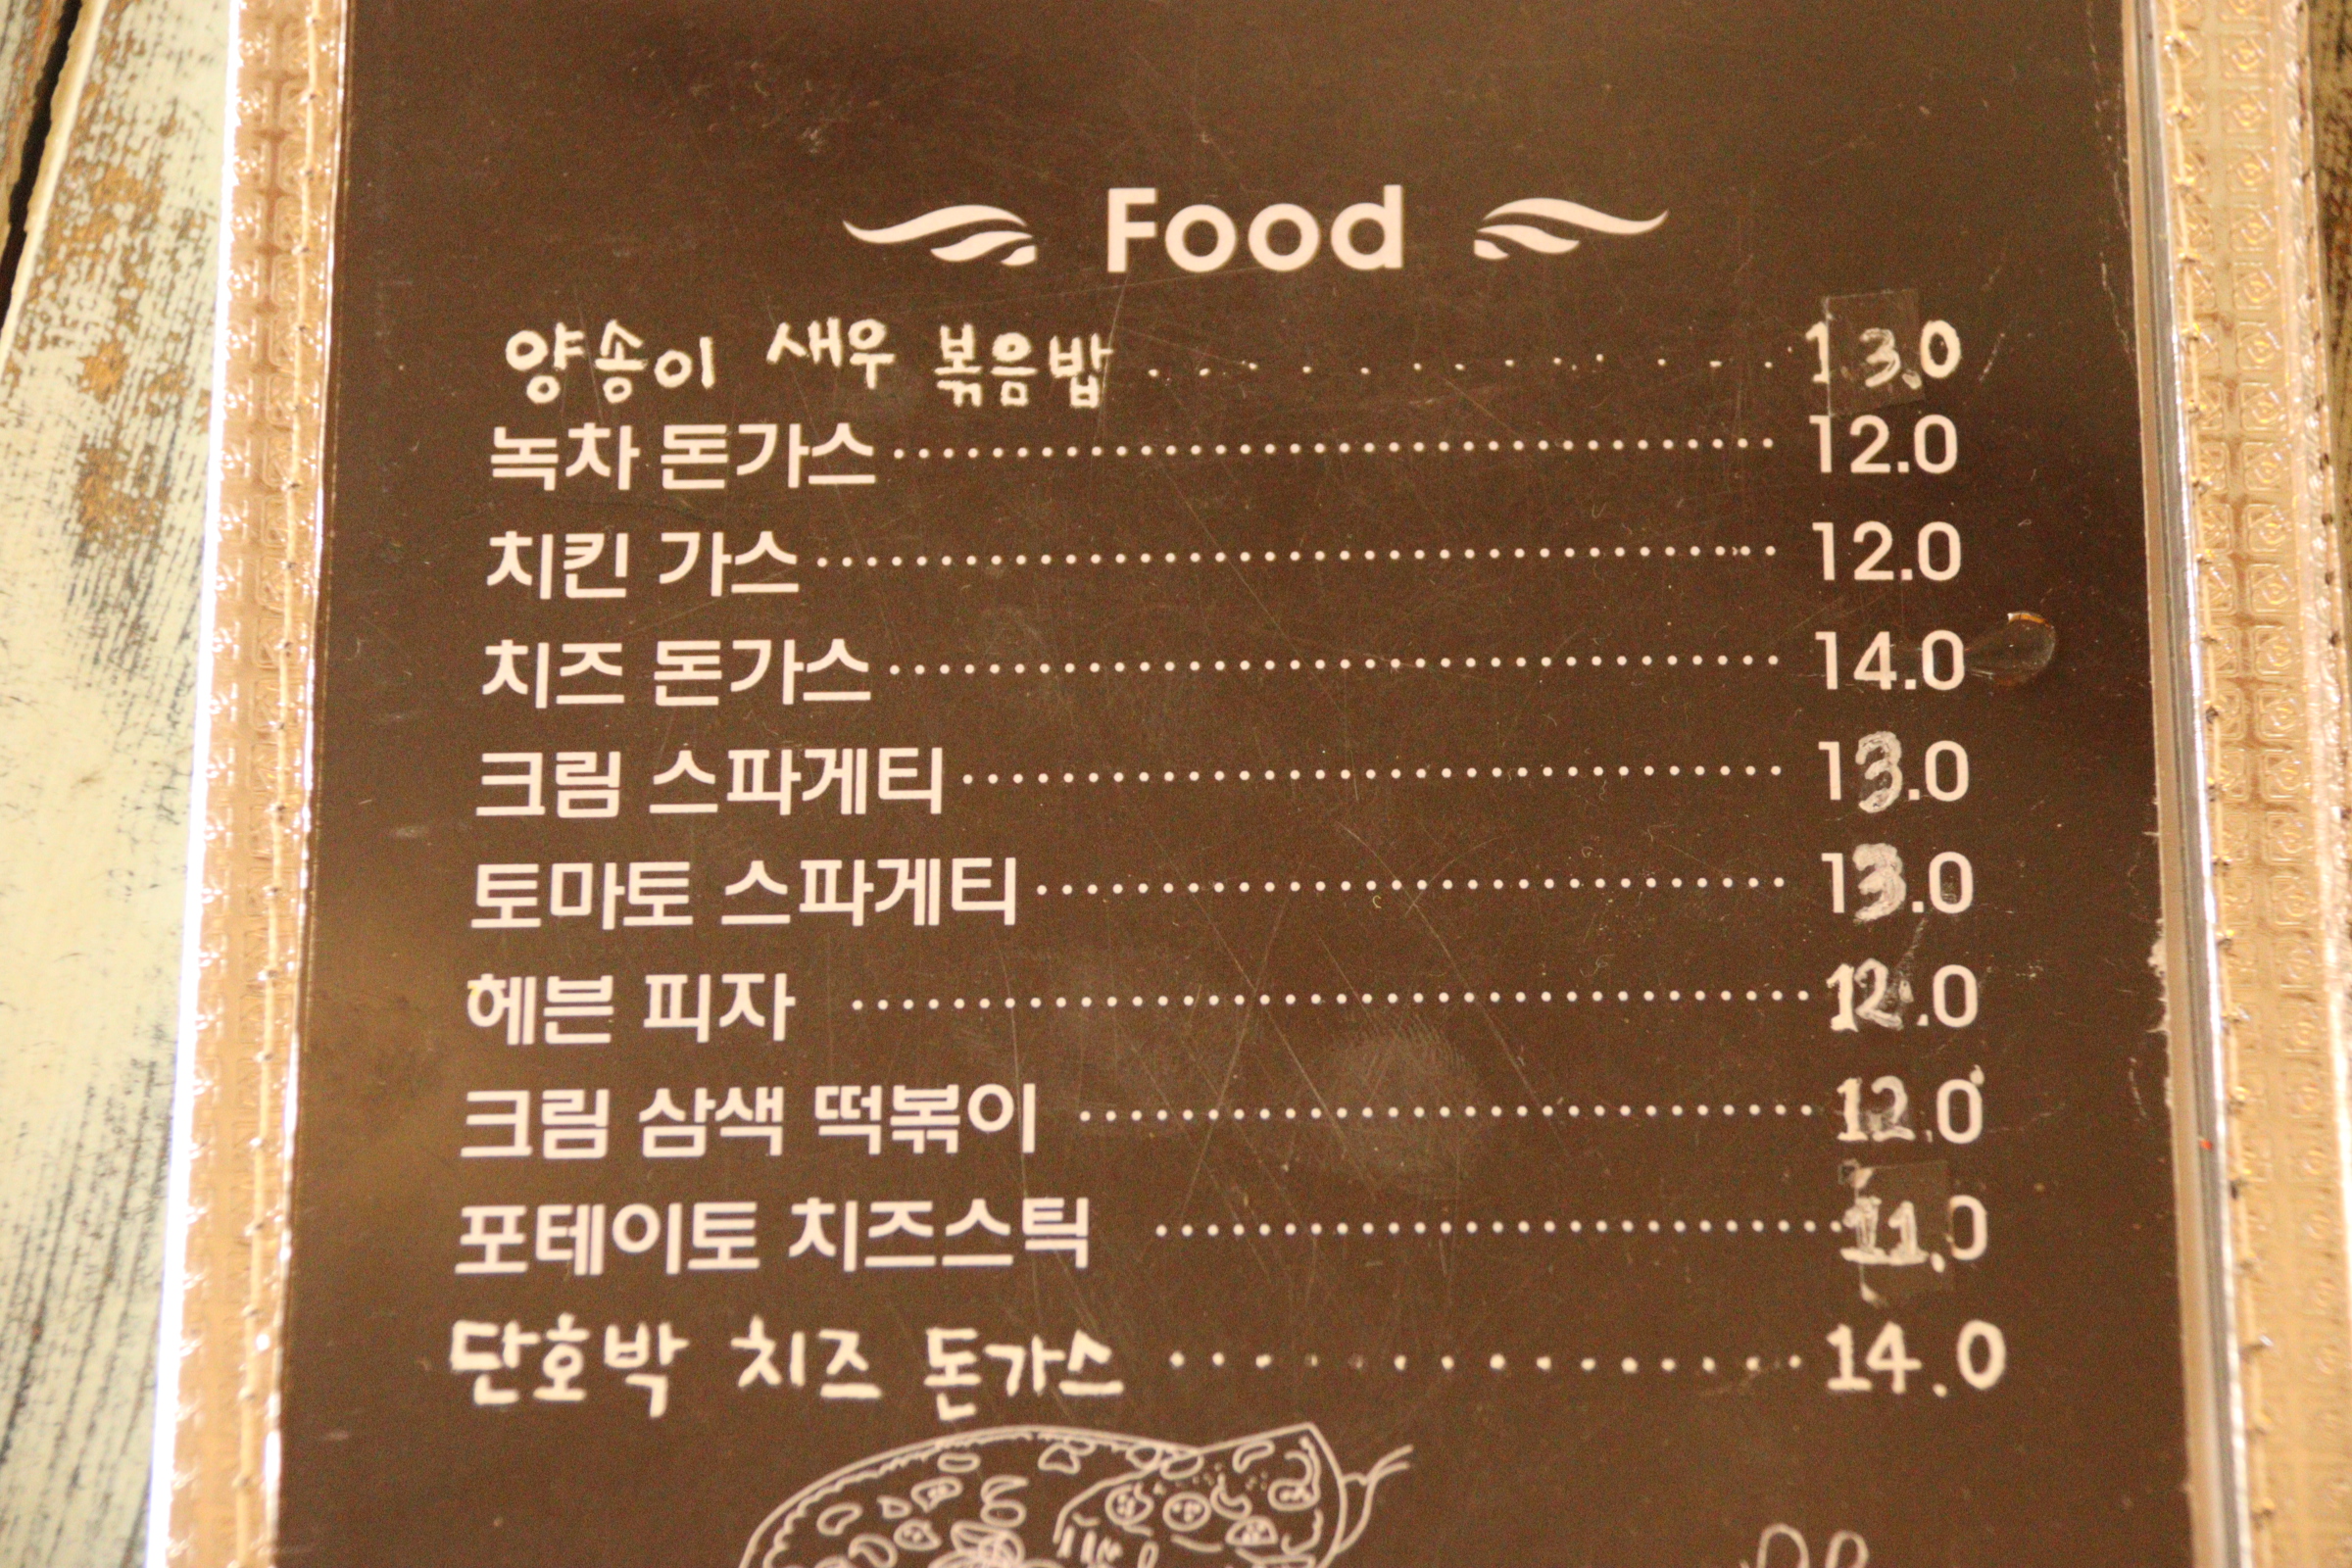 Food
양송이 새우 볶음밥 13.0
녹차 돈가스 12.0
치킨 가스 12.0
치즈 돈가스 14.0
크림 스파게티 13.0
토마토 스파게티 13.0
헤븐 피자 12.0
크림 삼색 떡볶이 12.0
포테이토 치즈스틱 11.0
단호박 치즈 돈가스 14.0